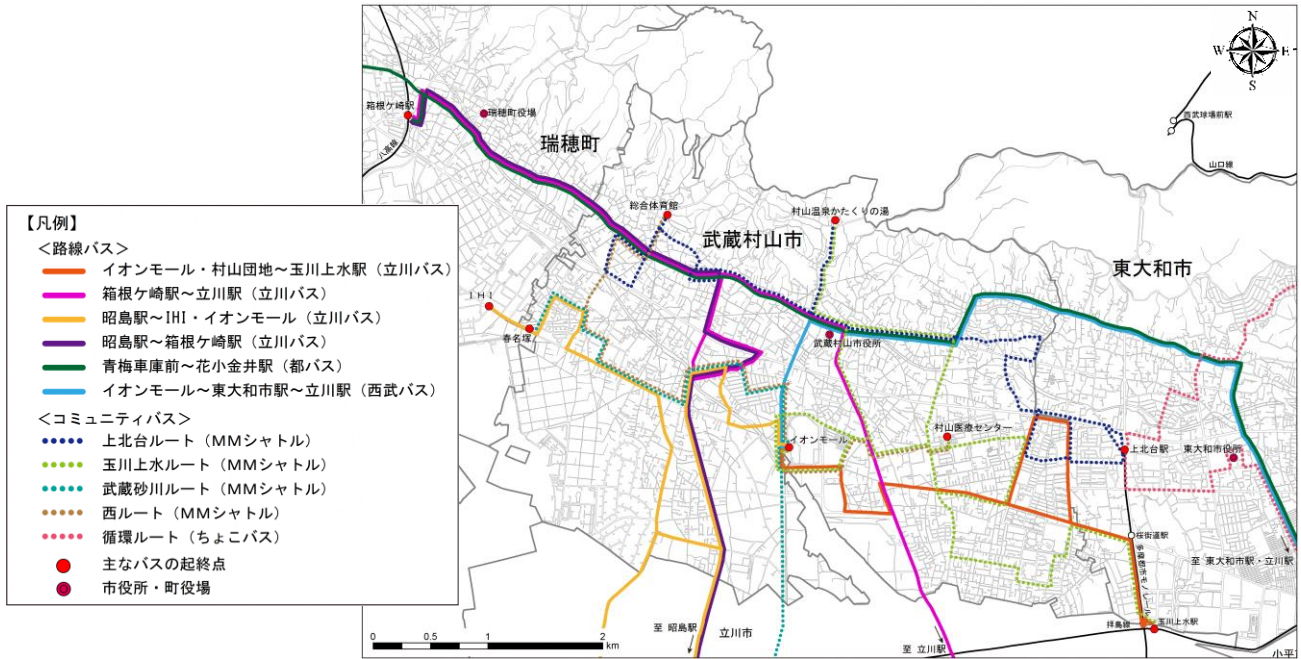 【凡例】
＜路線バス＞
イオンモール・村山団地～玉川上水駅（立川バス）
箱根ケ崎駅～立川駅（立川バス）
昭島駅～IHI・イオンモール（立川バス）
昭島駅～箱根ケ崎駅（立川バス）
青梅車庫前～花小金井駅（都バス）
イオンモール～東大和市駅～立川駅（西武バス）
＜コミュニティバス＞
上北台ルート（ＭＭシャトル）
玉川上水ルート（ＭＭシャトル）
武蔵砂川ルート（ＭＭシャトル）
西ルート（ＭＭシャトル）
循環ルート（ちょこバス）
主なバスの起終点
市役所・町役場
N
W
E
S
箱根ケ崎駅
瑞穂町役場
八高線
瑞穂町
西武球場前駅
山口線
総合体育館
村山温泉かたくりの湯
武蔵村山市
東大和市
ＩＨＩ
春名塚
武蔵村山市役所
イオンモール
村山医療センター
上北台駅
東大和市役所
桜街道駅
至 東大和市駅・立川駅
多摩都市モノレール
拝島線
玉川上水駅
小平
至 昭島駅
立川市
至 立川駅
0 0.5 1 2
km